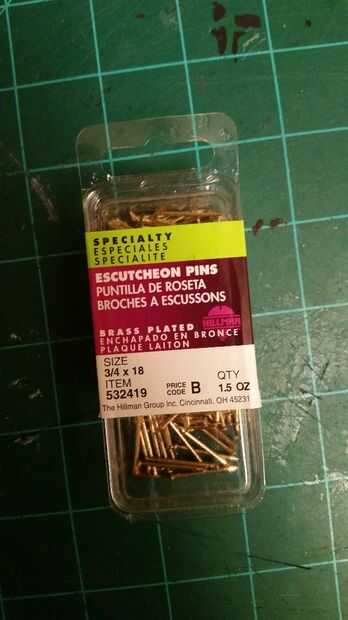 SPECIALTY
ESPECIALES
SPECIALITE
ESCUTCHEON PINS
PUNTILLA DE ROSETA
BROCHES A ESCUSSONS
HILLMAN
BRASS PLATED
ENCHAPADO EN BRONCE
PLAQUE LAITON
SIZE
3/4 x 18
ITEM
532419
PRICE
CODE B
QTY
1.5 OZ
The Hillman Group Inc. Cincinnati, OH 45231